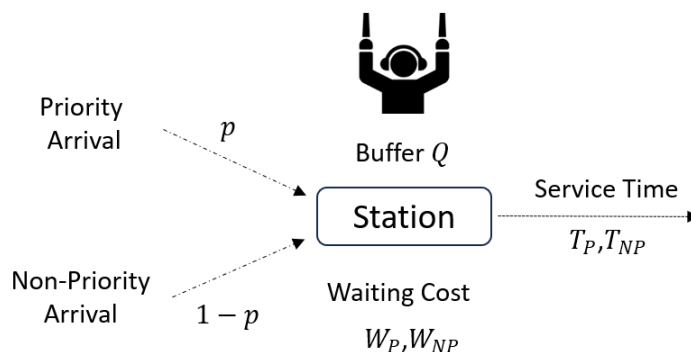 Priority
Arrival
p
Buffer Q
Station
Service Time
T_P,T_NP
Non-Priority
Arrival
1 − p
Waiting Cost
W_P,W_NP